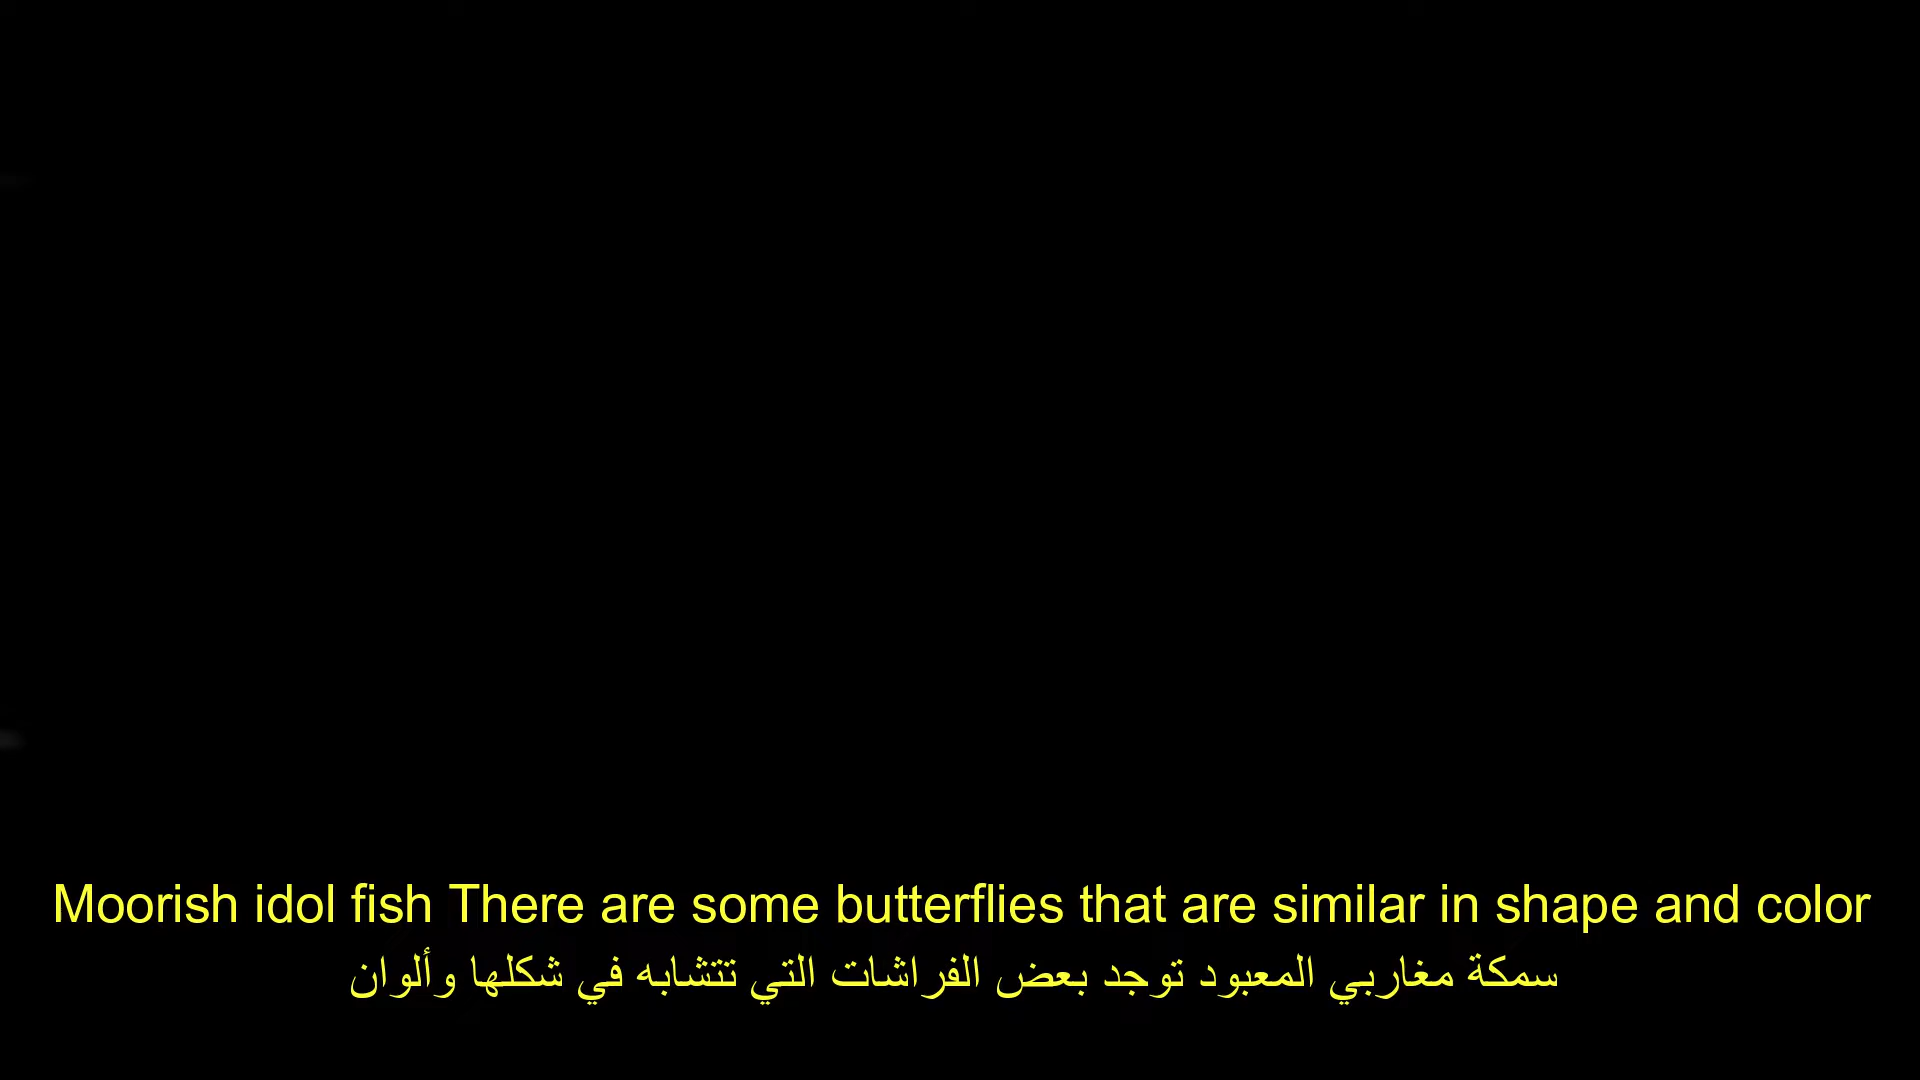 Moorish idol fish There are some butterflies that are similar in shape and color
سمكة مغاربي المعبود توجد بعض الفراشات التي تتشابه في شكلها وألوان